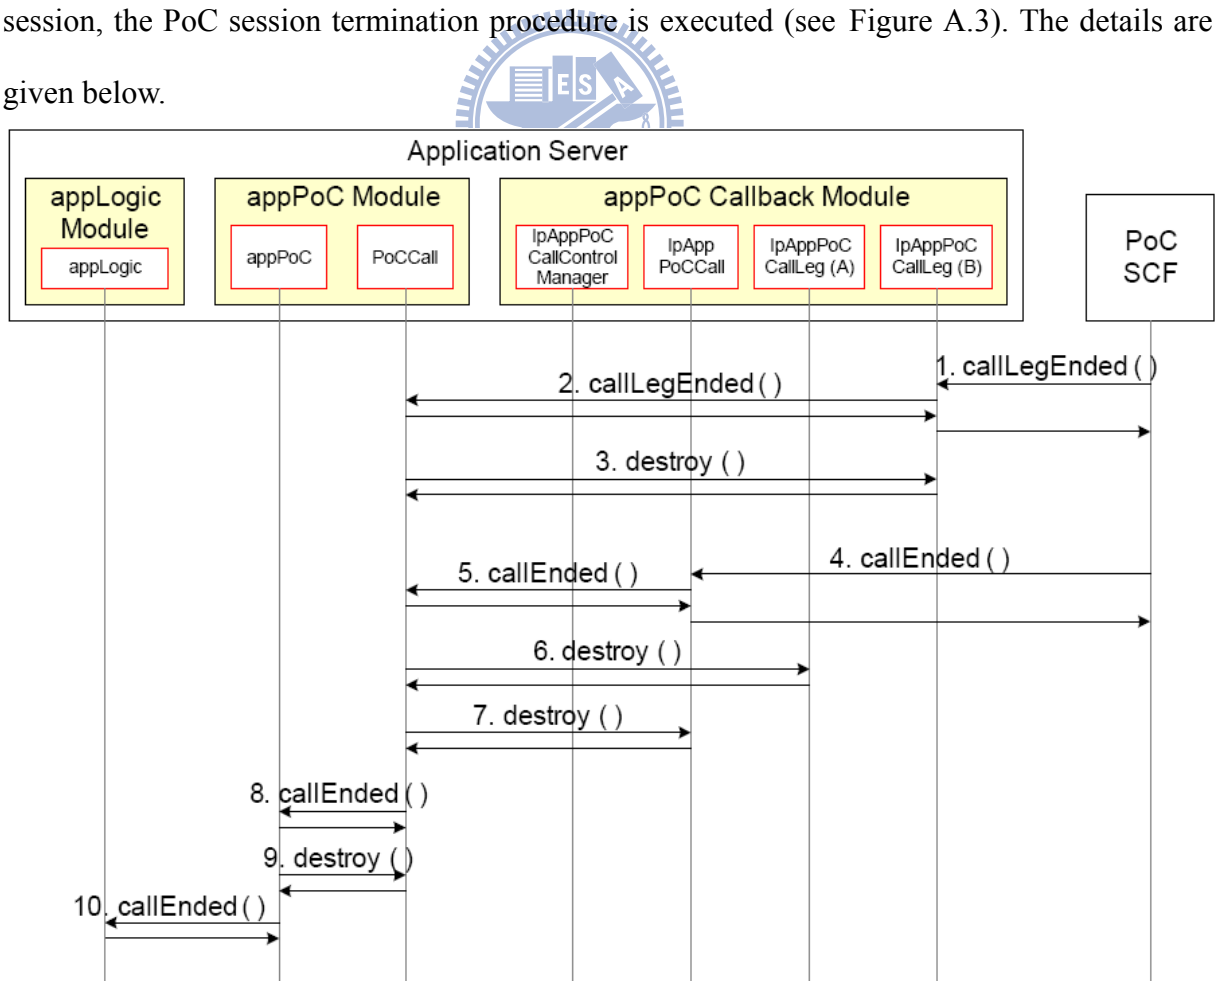 session, the PoC session termination procedure is executed (see Figure A.3). The details are
given below.
E S A
Application Server
appLogic
Module
appLogic
appPoC Module
appPoC
PoCCall
appPoC Callback Module
IpAppPoC
CallControl
Manager
IpApp
PoCCall
IpAppPoC
CallLeg (A)
IpAppPoC
CallLeg (B)
PoC
SCF
1. callLegEnded ( )
2. callLegEnded ( )
3. destroy ( )
4. callEnded ( )
5. callEnded ( )
6. destroy ( )
7. destroy ( )
8. callEnded ( )
9. destroy ( )
10. callEnded ( )